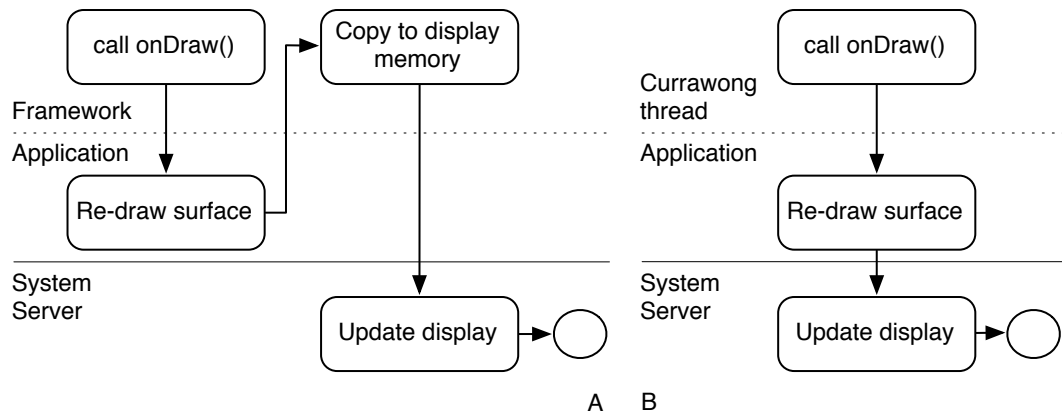 call onDraw()
Copy to display
memory
Framework
Application
Re-draw surface
System
Server
Update display
A
call onDraw()
Currawong
thread
Application
Re-draw surface
System
Server
Update display
B